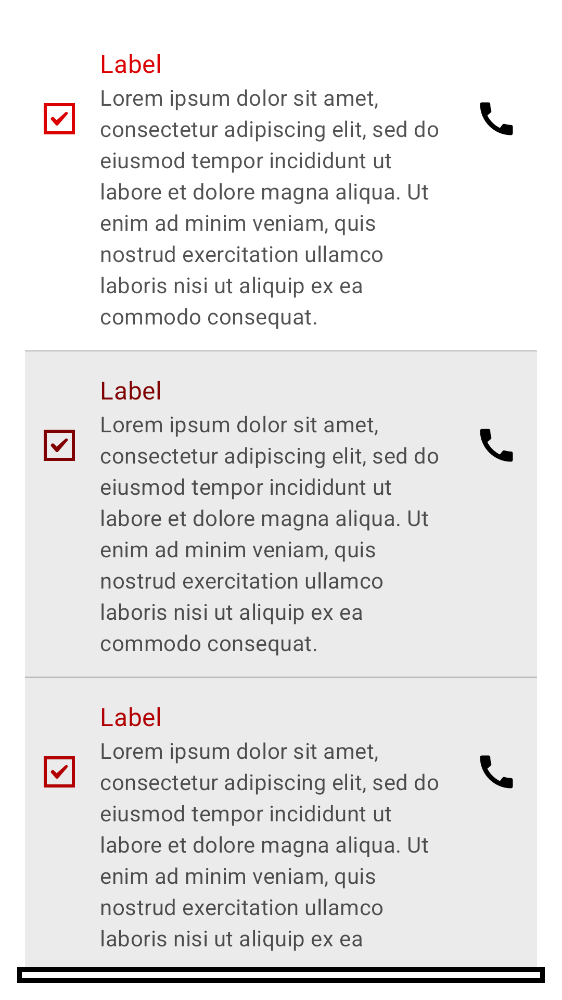 Label
Lorem ipsum dolor sit amet,
consectetur adipiscing elit, sed do
eiusmod tempor incididunt ut
labore et dolore magna aliqua. Ut
enim ad minim veniam, quis
nostrud exercitation ullamco
laboris nisi ut aliquip ex ea
commodo consequat.
Label
Lorem ipsum dolor sit amet,
consectetur adipiscing elit, sed do
eiusmod tempor incididunt ut
labore et dolore magna aliqua. Ut
enim ad minim veniam, quis
nostrud exercitation ullamco
laboris nisi ut aliquip ex ea
commodo consequat.
Label
Lorem ipsum dolor sit amet,
consectetur adipiscing elit, sed do
eiusmod tempor incididunt ut
labore et dolore magna aliqua. Ut
enim ad minim veniam, quis
nostrud exercitation ullamco
laboris nisi ut aliquip ex ea